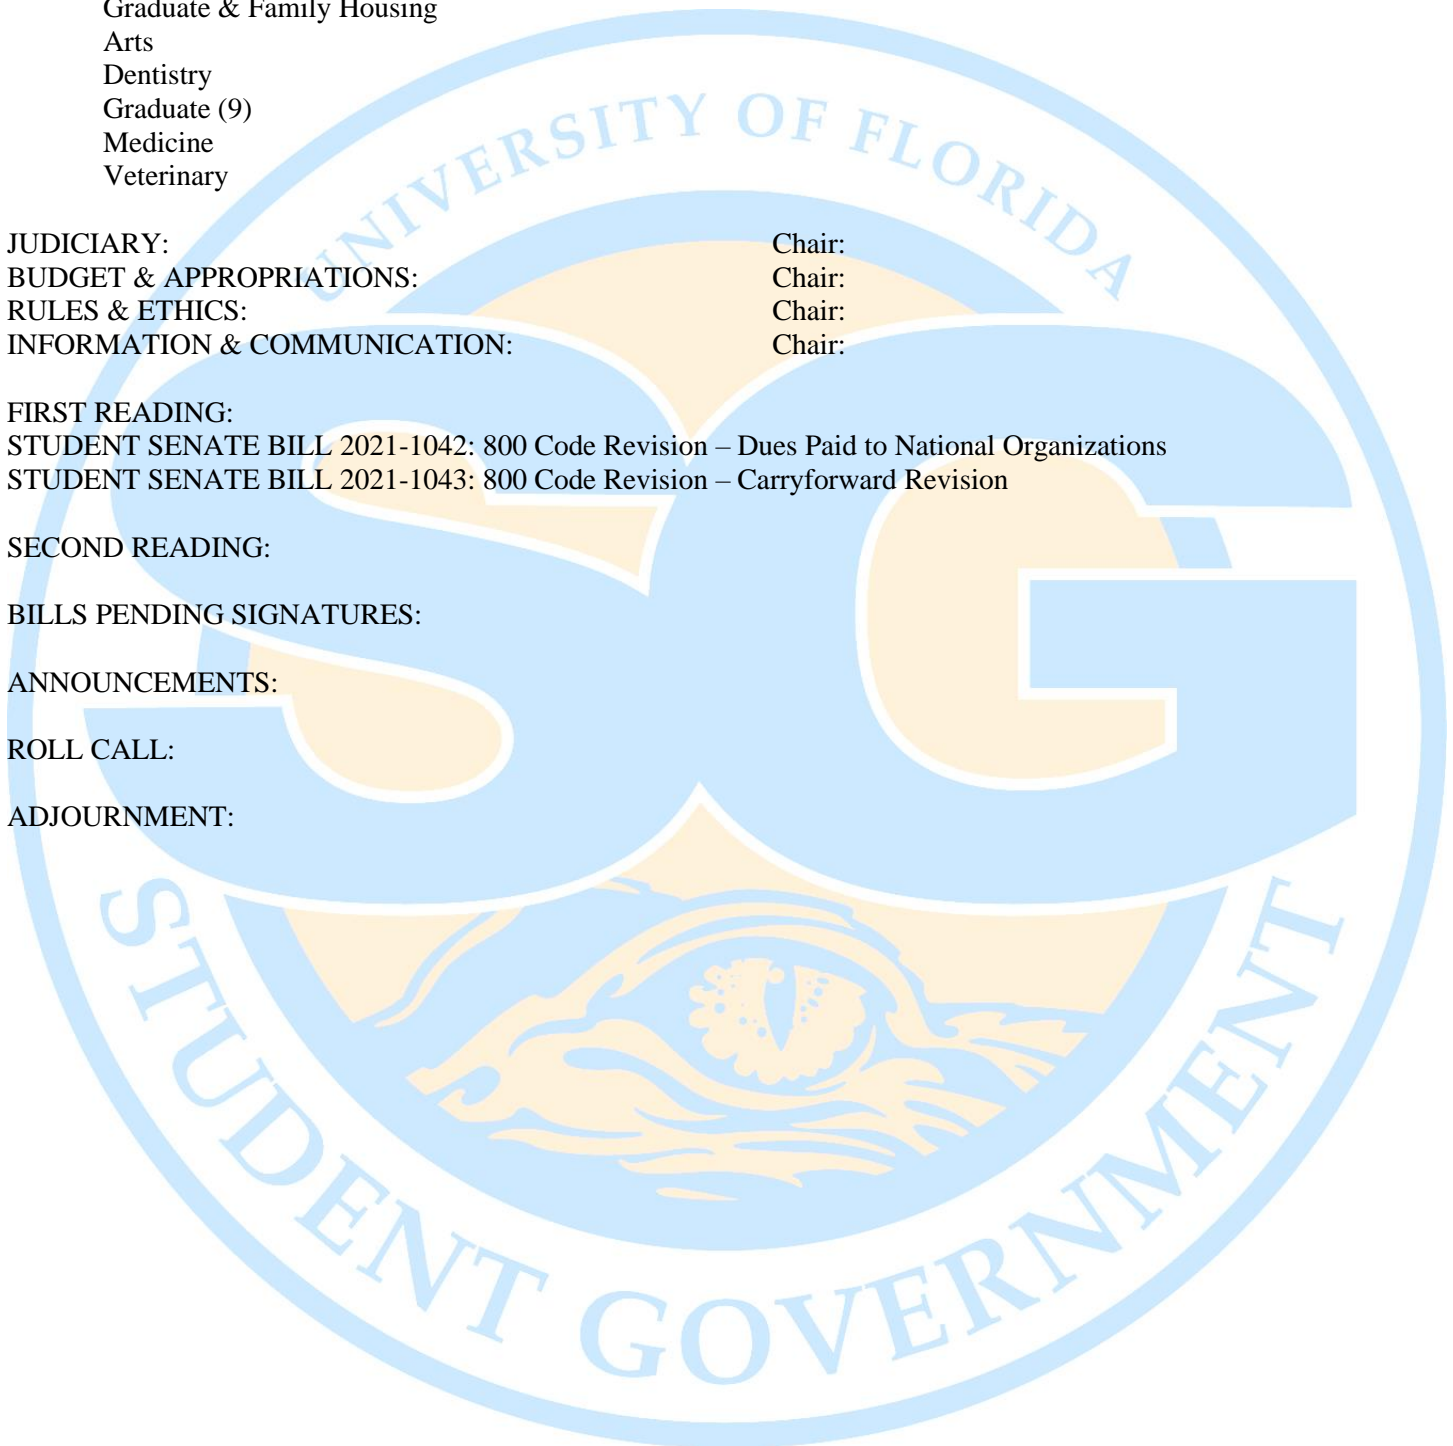 Graduate & Family Housing
Arts
Dentistry
Graduate (9)
Medicine
Veterinary
JUDICIARY: Chair:
BUDGET & APPROPRIATIONS: Chair:
RULES & ETHICS: Chair:
INFORMATION & COMMUNICATION: Chair:
FIRST READING:
STUDENT SENATE BILL 2021-1042: 800 Code Revision – Dues Paid to National Organizations
STUDENT SENATE BILL 2021-1043: 800 Code Revision – Carryforward Revision
SECOND READING:
BILLS PENDING SIGNATURES:
ANNOUNCEMENTS:
ROLL CALL:
ADJOURNMENT:
UNIVERSITY OF FLORIDA
SG
STUDENT GOVERNMENT